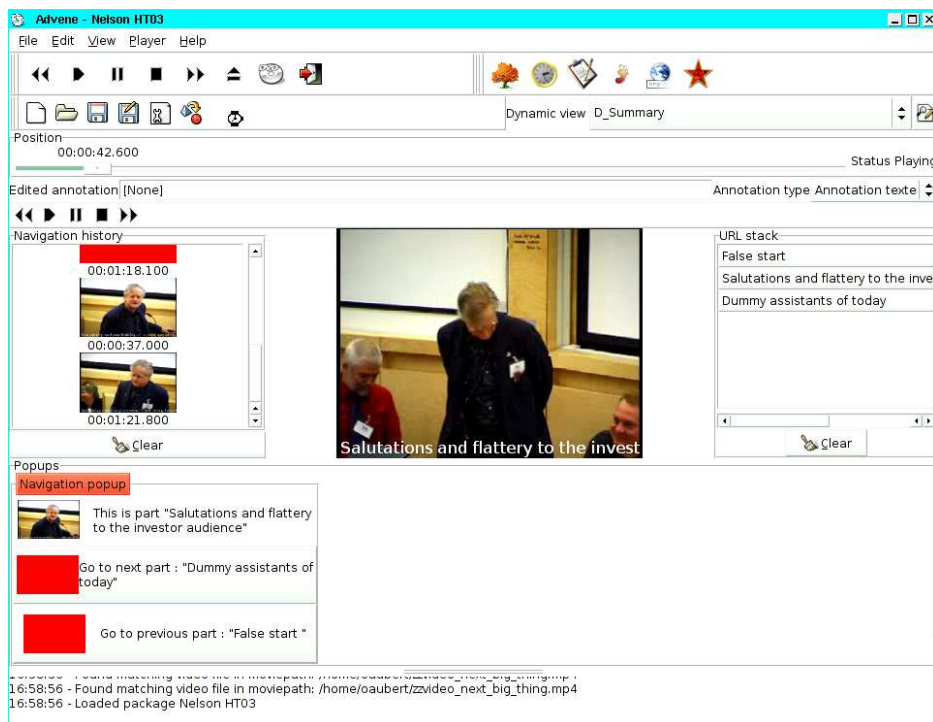 Advene - Nelson HT03
File Edit View Player Help
Dynamic view D_Summary
Position
00:00:42.600
Status Playing
Edited annotation [None]
Annotation type Annotation texte
Navigation history
URL stack
00:01:18.100
00:00:37.000
00:01:21.800
Clear
Salutations and flattery to the invest
False start
Salutations and flattery to the inve
Dummy assistants of today
Clear
Popups
Navigation popup
This is part "Salutations and flattery
to the investor audience"
Go to next part : "Dummy assistants of
today"
Go to previous part : "False start "
16:58:56 - Found matching video file in moviepath: /home/oaubert/zzvideo_next_big_thing.mp4
16:58:56 - Loaded package Nelson HT03